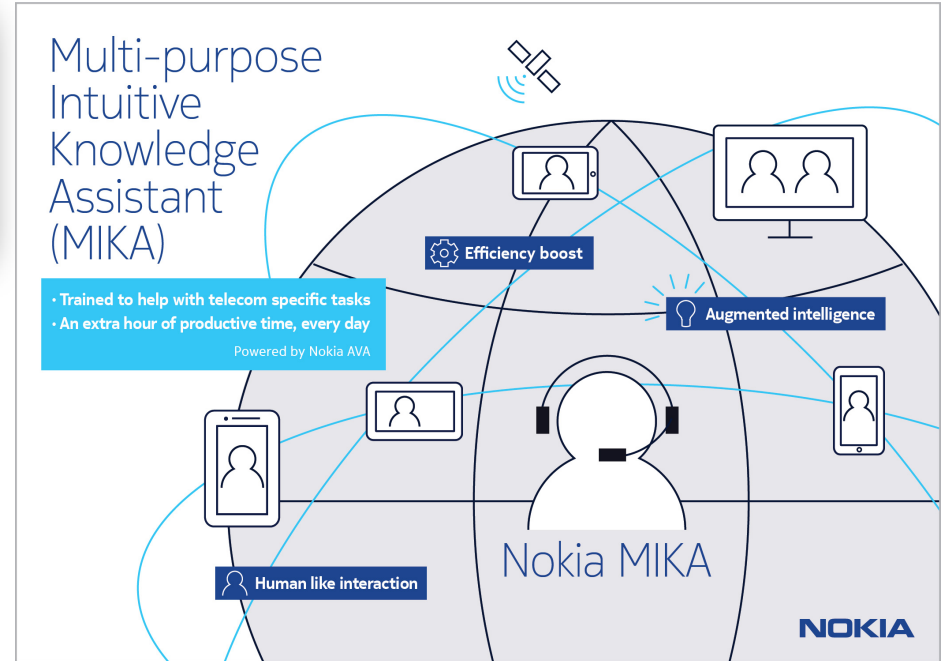 Multi-purpose
Intuitive
Knowledge
Assistant
(MIKA)
· Trained to help with telecom specific tasks
· An extra hour of productive time, every day
Powered by Nokia AVA
Efficiency boost
Augmented intelligence
Nokia MIKA
Human like interaction
NOKIA